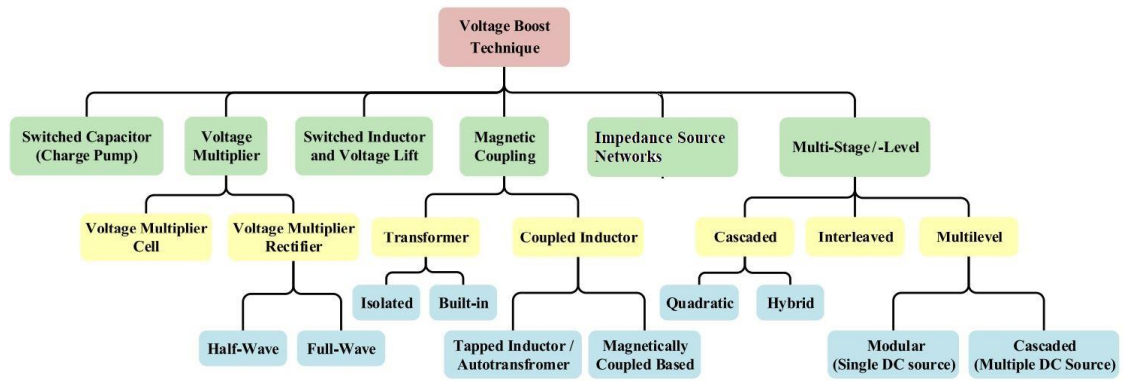 Voltage Boost
Technique
Switched Capacitor
(Charge Pump)
Voltage
Multiplier
Switched Inductor
and Voltage Lift
Magnetic
Coupling
Impedance Source
Networks
Multi-Stage/-Level
Voltage Multiplier
Cell
Voltage Multiplier
Rectifier
Transformer
Coupled Inductor
Cascaded
Interleaved
Multilevel
Isolated
Built-in
Quadratic
Hybrid
Half-Wave
Full-Wave
Tapped Inductor /
Autotransfromer
Magnetically
Coupled Based
Modular
(Single DC source)
Cascaded
(Multiple DC Source)